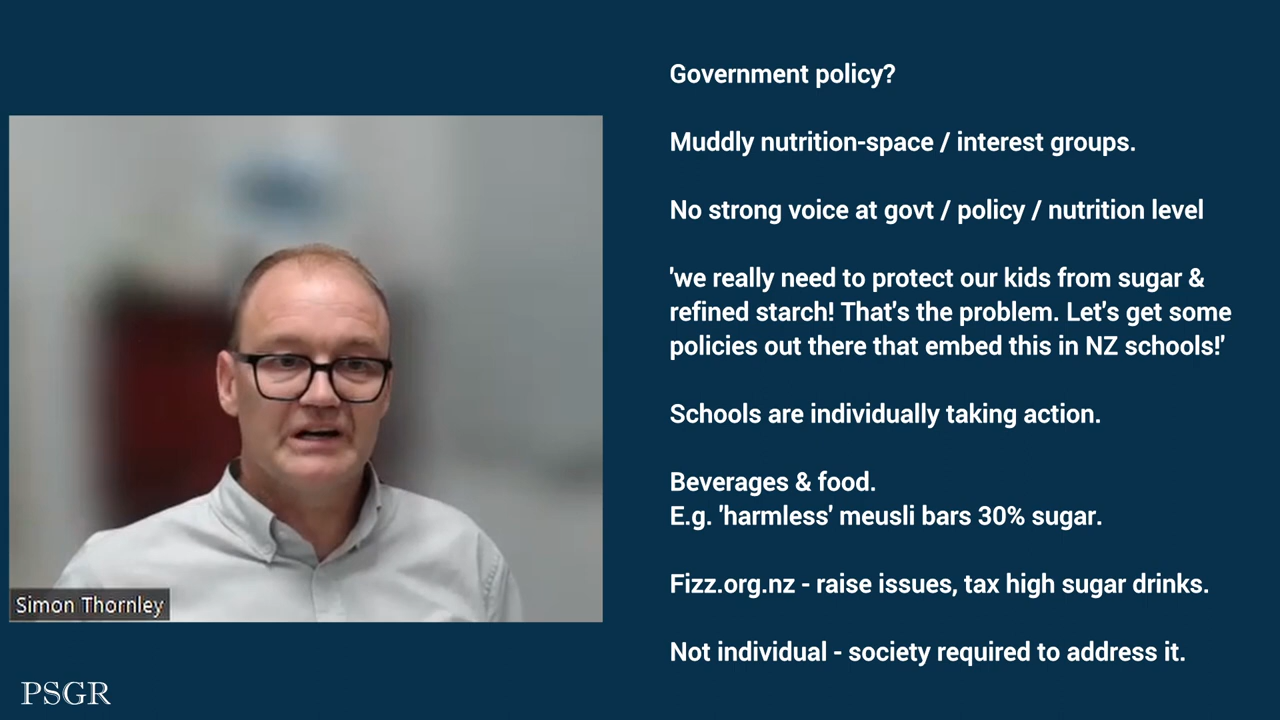 Government policy?
Muddly nutrition-space / interest groups.
No strong voice at govt / policy / nutrition level
'we really need to protect our kids from sugar &
refined starch! That's the problem. Let's get some
policies out there that embed this in NZ schools!'
Schools are individually taking action.
Beverages & food.
E.g. 'harmless' meusli bars 30% sugar.
Fizz.org.nz - raise issues, tax high sugar drinks.
Not individual - society required to address it.
Simon Thornley
PSGR